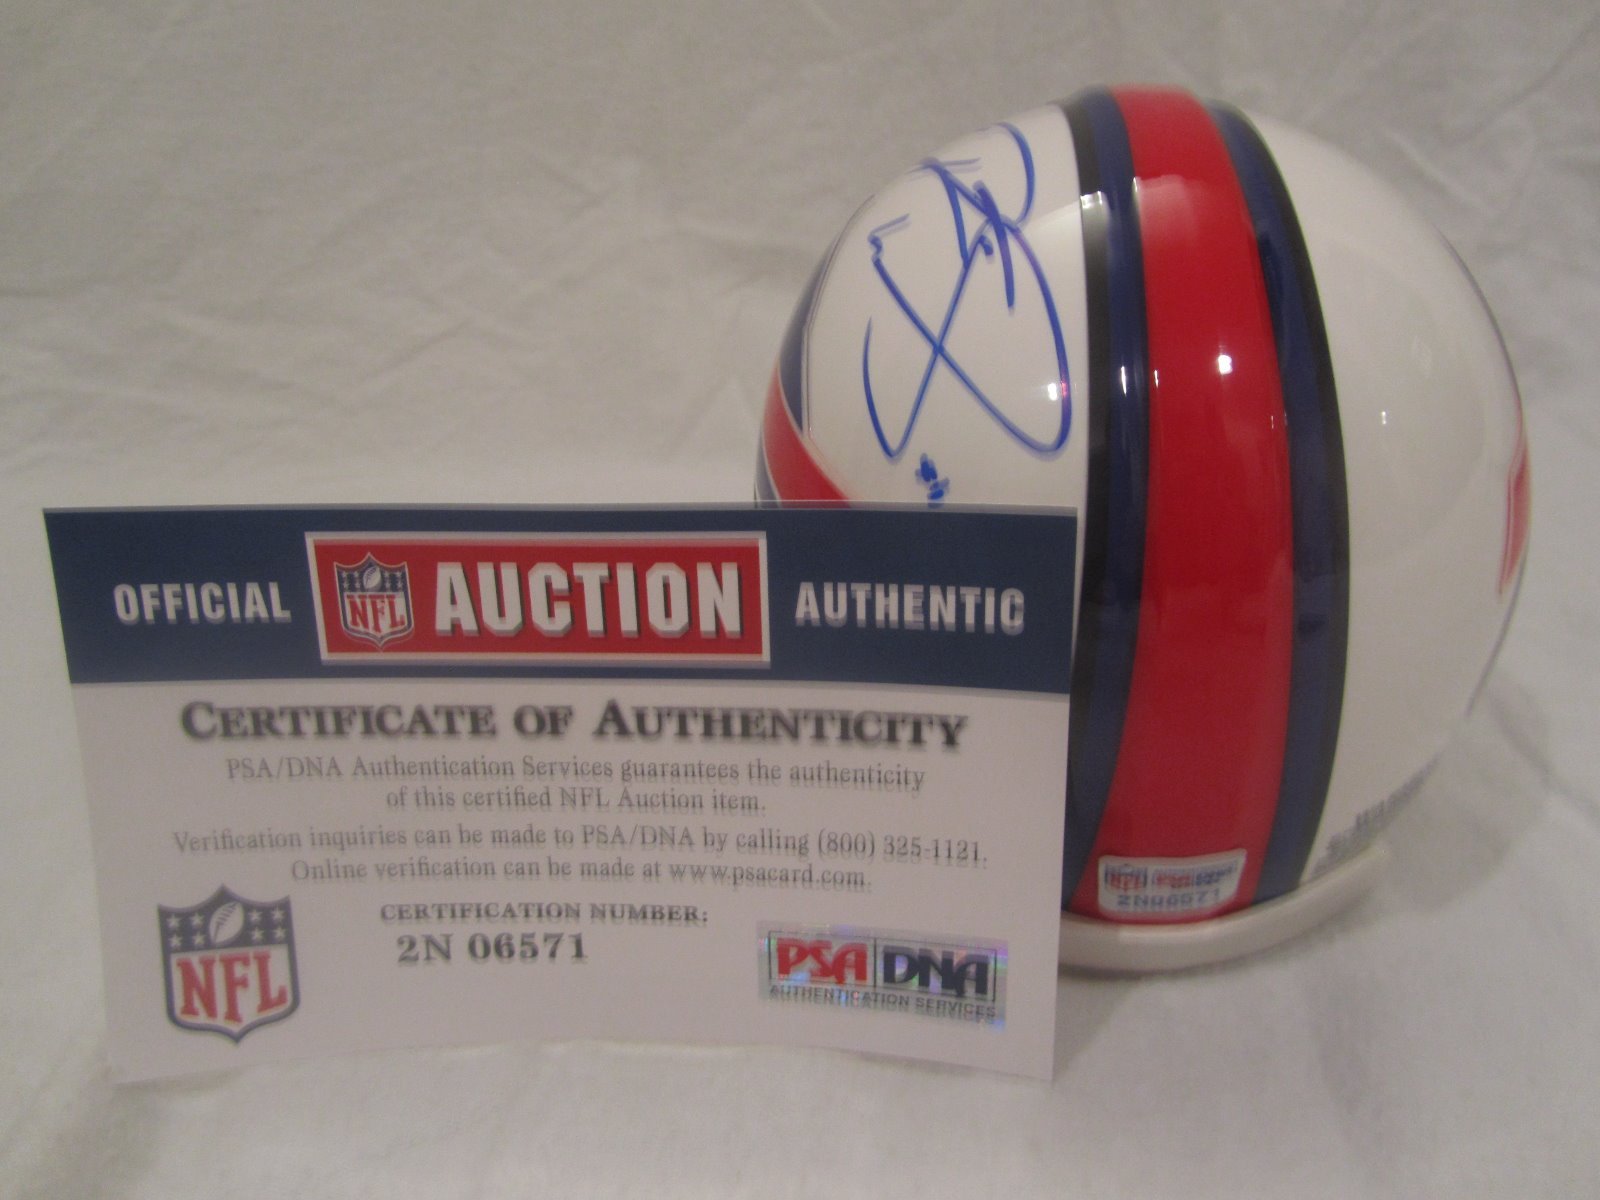 OFFICIAL NFL AUCTION AUTHENTIC
CERTIFICATE OF AUTHENTICITY
PSA/DNA Authentication Services guarantees the authenticity
of this certified NFL Auction item.
Verification inquiries can be made to PSA/DNA by calling (800) 325-1121.
Online verification can be made at www.psacard.com.
CERTIFICATION NUMBER:
2N 06571
NFL
PSA DNA
AUTHENTICATION SERVICES
NFL
2N06571